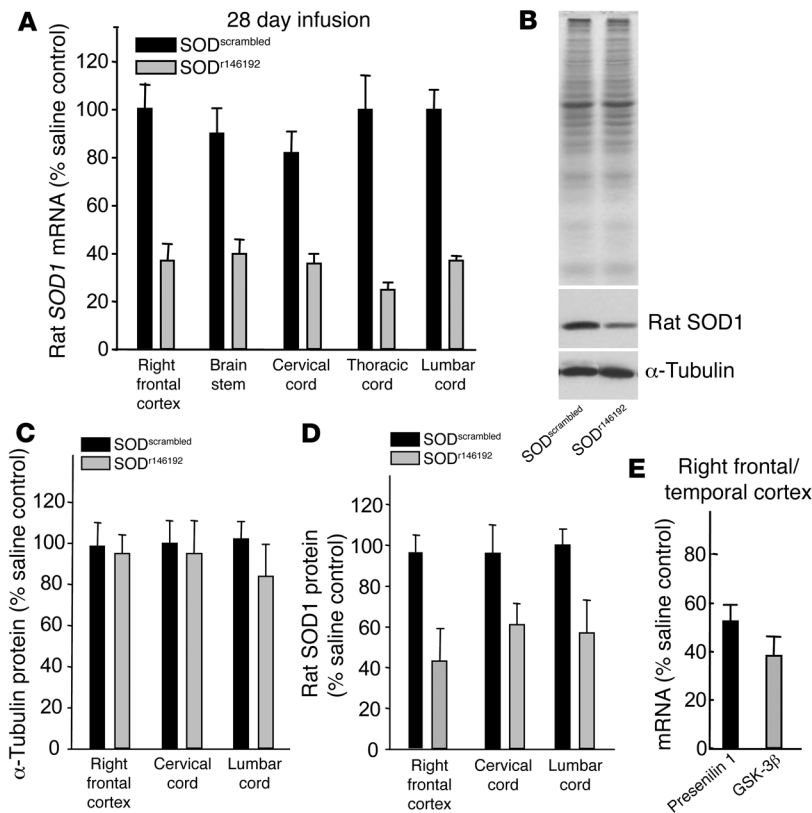 A
28 day infusion
SOD^scrambled
SOD^r146192
Rat SOD1 mRNA (% saline control)
120
100
80
60
40
20
0
Right
frontal
cortex
Brain
stem
Cervical
cord
Thoracic
cord
Lumbar
cord
B
Rat SOD1
α-Tubulin
SOD^scrambled
SOD^r146192
C
SOD^scrambled
SOD^r146192
α-Tubulin protein (% saline control)
120
100
80
60
40
20
0
Right
frontal
cortex
Cervical
cord
Lumbar
cord
D
SOD^scrambled
SOD^r146192
Rat SOD1 protein
(% saline control)
120
100
80
60
40
20
0
Right
frontal
cortex
Cervical
cord
Lumbar
cord
E
Right frontal/
temporal cortex
mRNA (% saline control)
80
60
40
20
0
Presenilin 1
GSK-3β